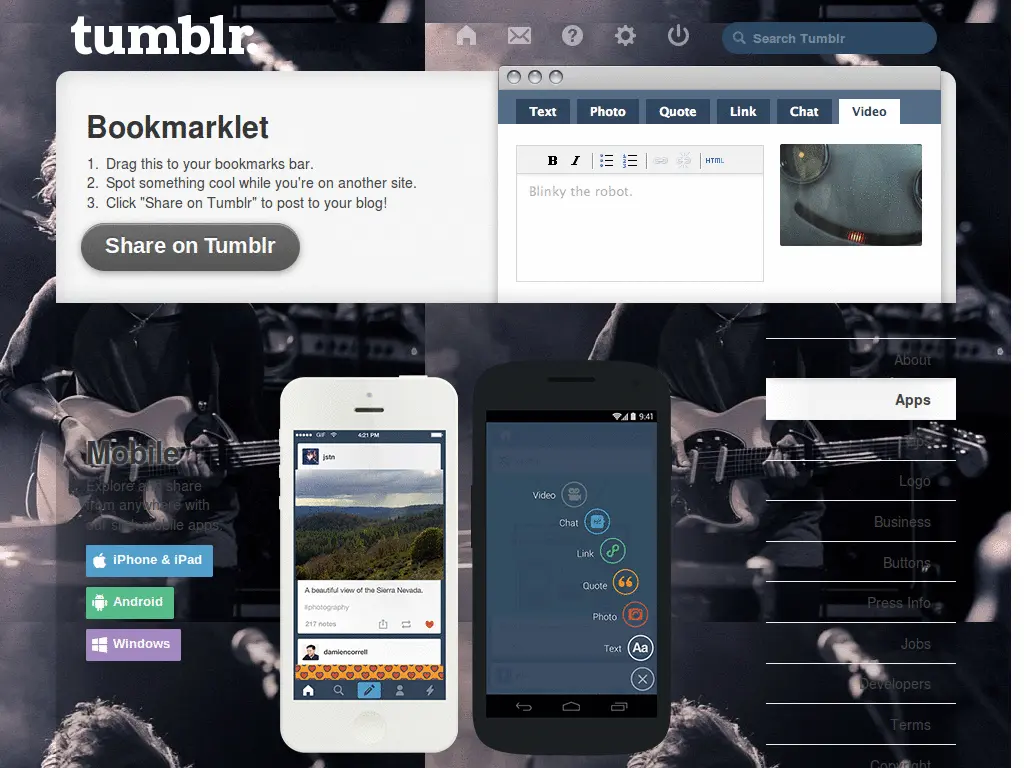 tumblr.
Search Tumblr
Bookmarklet
1. Drag this to your bookmarks bar.
2. Spot something cool while you're on another site.
3. Click "Share on Tumblr" to post to your blog!
Share on Tumblr
Text Photo Quote Link Chat Video
B I HTML
Blinky the robot.
About
Apps
Logo
Business
Buttons
Press Info
Jobs
Developers
Terms
Copyright
Mobile
Explore and share
from anywhere with
our slick mobile apps.
iPhone & iPad
Android
Windows
GIF 4:21 PM
jstn
A beautiful view of the Sierra Nevada.
#photography
217 notes
damiencorrell
9:41
Video
Chat
Link
Quote
Photo
Text Aa